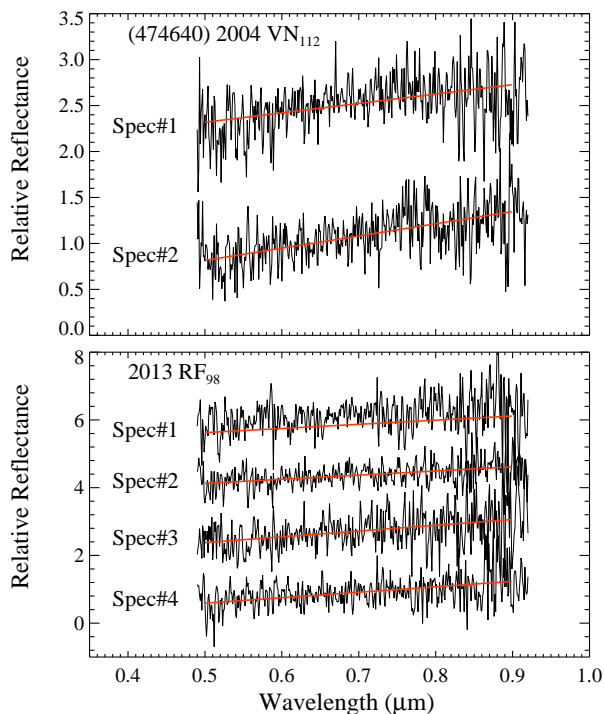 (474640) 2004 VN112
Relative Reflectance
3.5
3.0
2.5
2.0
1.5
1.0
0.5
0.0
Spec#1
Spec#2
2013 RF98
Relative Reflectance
8
6
4
2
0
Spec#1
Spec#2
Spec#3
Spec#4
0.4 0.5 0.6 0.7 0.8 0.9 1.0
Wavelength (μm)